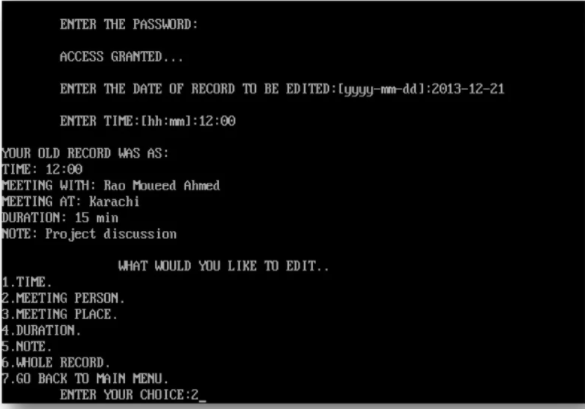 ENTER THE PASSWORD:
ACCESS GRANTED...
ENTER THE DATE OF RECORD TO BE EDITED:[yyyy-mm-dd]:2013-12-21
ENTER TIME:[hh:mm]:12:00
YOUR OLD RECORD WAS AS:
TIME: 12:00
MEETING WITH: Rao Moueed Ahmed
MEETING AT: Karachi
DURATION: 15 min
NOTE: Project discussion
WHAT WOULD YOU LIKE TO EDIT..
1.TIME.
2.MEETING PERSON.
3.MEETING PLACE.
4.DURATION.
5.NOTE.
6.WHOLE RECORD.
7.GO BACK TO MAIN MENU.
ENTER YOUR CHOICE:2_